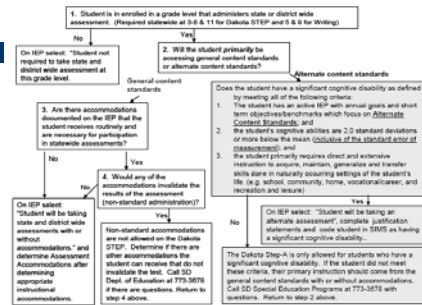 1. Student is in enrolled in a grade level that administers state or district wide
assessment. (Required statewide at 3-8 & 11 for Dakota STEP and 5 & 9 for Writing)
No
Yes
On IEP select: "Student not
required to take state and
district wide assessment at
this grade level.
2. Will the student primarily be
accessing general content standards
or alternate content standards?
General content
standards
Alternate content standards
3. Are there accommodations
documented on the IEP that the
student receives routinely and
are necessary for participation
in statewide assessments?
Does the student have a significant cognitive disability as defined
by meeting all of the following criteria:
1. The student has an active IEP with annual goals and short
term objectives/benchmarks which focus on Alternate
Content Standards; and
2. the student's cognitive abilities are 2.0 standard deviations
or more below the mean (inclusive of the standard error of
measurement); and
3. the student primarily requires direct and extensive
instruction to acquire, maintain, generalize and transfer
skills done in naturally occurring settings of the student's
life. (e.g. school, community, home, vocational/career, and
recreation and leisure)
No
Yes
4. Would any of the
accommodations invalidate the
results of the assessment
(non-standard administration)?
No
Yes
On IEP select:
"Student will be taking
state and district wide
assessments with or
without
accommodations." and
determine Assessment
Accommodations after
determining
appropriate
instructional
accommodations.
Non-standard accommodations
are not allowed on the Dakota
STEP. Determine if there are
other accommodations the
student can receive that do not
invalidate the test. Call SD
Dept. of Education at 773-3678
if there are questions. Return to
step 4 above.
No
Yes
On IEP select: "Student will be taking an
alternate assessment", complete justification
statements and code student in SIMS as having
a significant cognitive disability..
The Dakota Step-A is only allowed for students who have a
significant cognitive disability. If the student did not meet
these criteria, their primary instruction should come from the
general content standards with or without accommodations.
Call SD Special Education Programs at 773-3678 with
questions. Return to step 2 above.